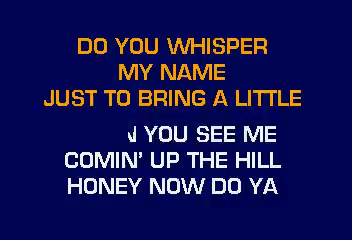 DO YOU WHISPER
MY NAME
JUST TO BRING A LITTLE
YOU SEE ME
COMIN' UP THE HILL
HONEY NOW DO YA